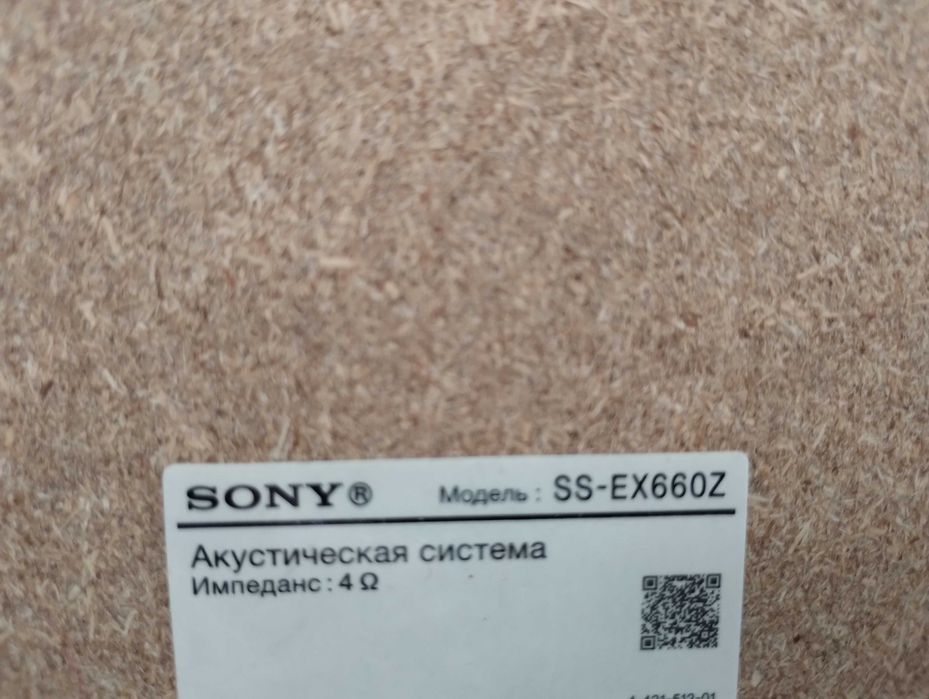 SONY® Модель : SS-EX660Z
Акустическая система
Импеданс : 4 Ω